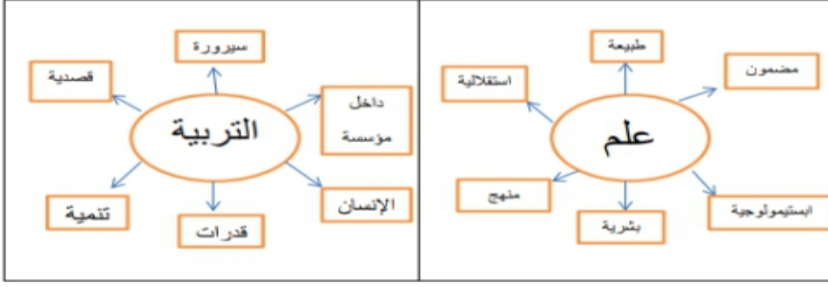 طبيعة
مضمون
استقلالية
علم
منهج
بشرية
ابستيمولوجية
سيرورة
قصدية
داخل
مؤسسة
التربية
الإنسان
تنمية
قدرات